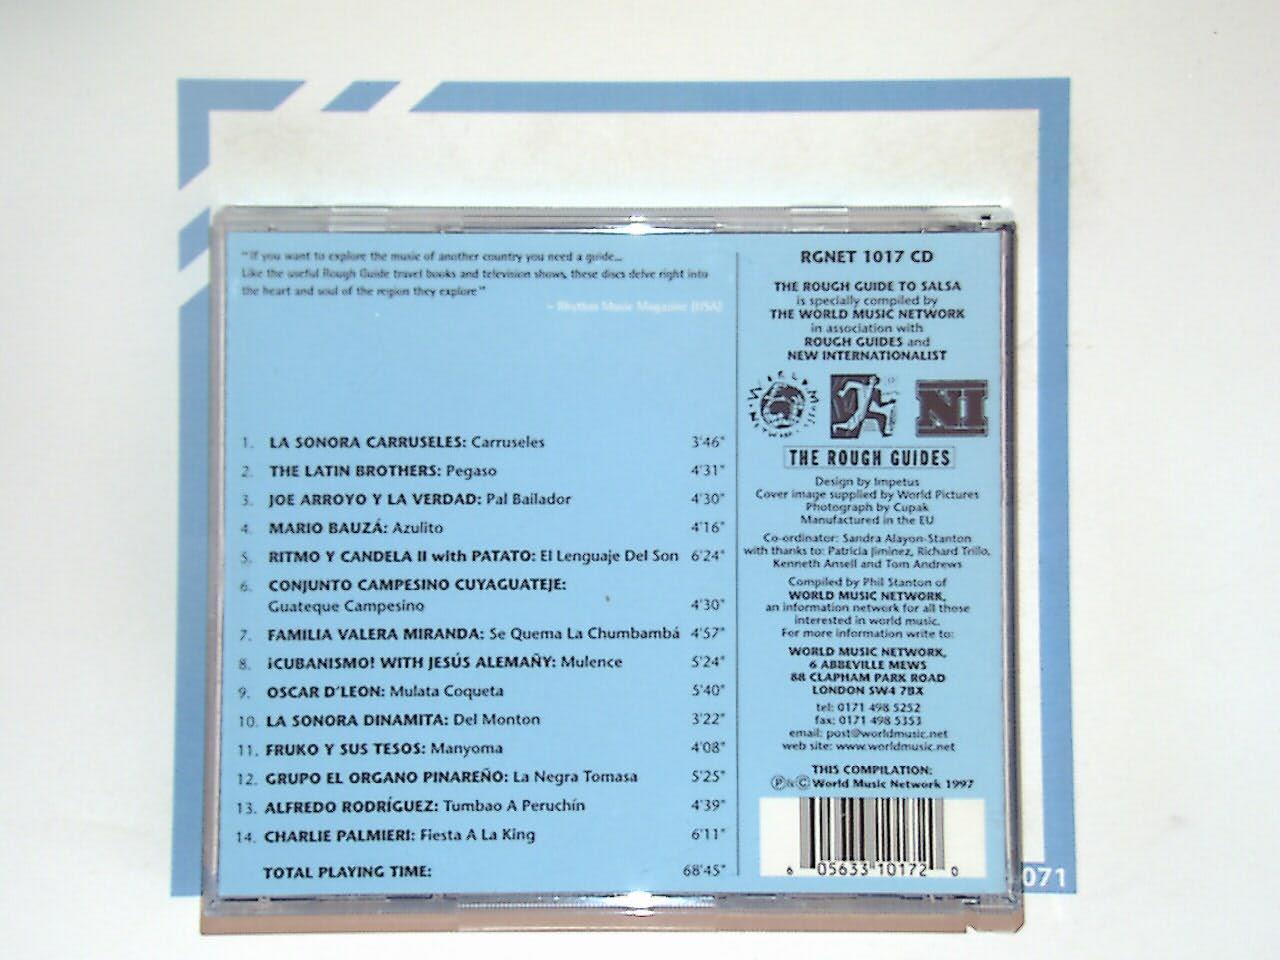 "If you want to explore the music of another country you need a guide...
Like the useful Rough Guide travel books and television shows, these discs delve right into
the heart and soul of the region they explore"
~ Rhythm Music Magazine (USA)
1. LA SONORA CARRUSELES: Carruseles 3'46"
2. THE LATIN BROTHERS: Pegaso 4'31"
3. JOE ARROYO Y LA VERDAD: Pal Bailador 4'30"
4. MARIO BAUZÁ: Azulito 4'16"
5. RITMO Y CANDELA II with PATATO: El Lenguaje Del Son 6'24"
6. CONJUNTO CAMPESINO CUYAGUATEJE:
Guateque Campesino 4'30"
7. FAMILIA VALERA MIRANDA: Se Quema La Chumbambá 4'57"
8. ¡CUBANISMO! WITH JESÚS ALEMAÑY: Mulence 5'24"
9. OSCAR D'LEON: Mulata Coqueta 5'40"
10. LA SONORA DINAMITA: Del Monton 3'22"
11. FRUKO Y SUS TESOS: Manyoma 4'08"
12. GRUPO EL ORGANO PINAREÑO: La Negra Tomasa 5'25"
13. ALFREDO RODRÍGUEZ: Tumbao A Peruchín 4'39"
14. CHARLIE PALMIERI: Fiesta A La King 6'11"
TOTAL PLAYING TIME: 68'45"
RGNET 1017 CD
THE ROUGH GUIDE TO SALSA
is specially compiled by
THE WORLD MUSIC NETWORK
in association with
ROUGH GUIDES and
NEW INTERNATIONALIST
NI
THE ROUGH GUIDES
Design by Impetus
Cover image supplied by World Pictures
Photograph by Cupak
Manufactured in the EU
Co-ordinator: Sandra Alayon-Stanton
with thanks to: Patricia Jiminez, Richard Trillo,
Kenneth Ansell and Tom Andrews
Compiled by Phil Stanton of
WORLD MUSIC NETWORK,
an information network for all those
interested in world music.
For more information write to:
WORLD MUSIC NETWORK,
6 ABBEVILLE MEWS
88 CLAPHAM PARK ROAD
LONDON SW4 7BX
tel: 0171 498 5252
fax: 0171 498 5353
email: post@worldmusic.net
web site: www.worldmusic.net
THIS COMPILATION:
℗&© World Music Network 1997
6 05633 10172 0
071